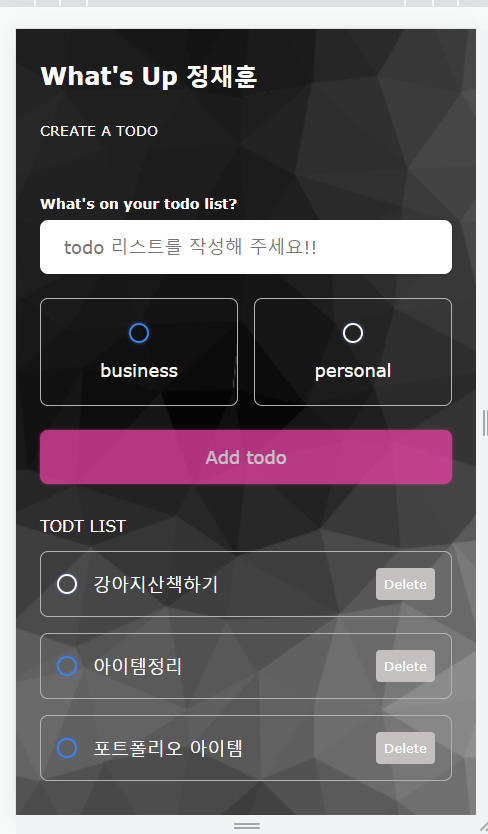 What's Up 정재훈
CREATE A TODO
What's on your todo list?
todo 리스트를 작성해 주세요!!
business
personal
Add todo
TODT LIST
강아지산책하기
Delete
아이템정리
Delete
포트폴리오 아이템
Delete